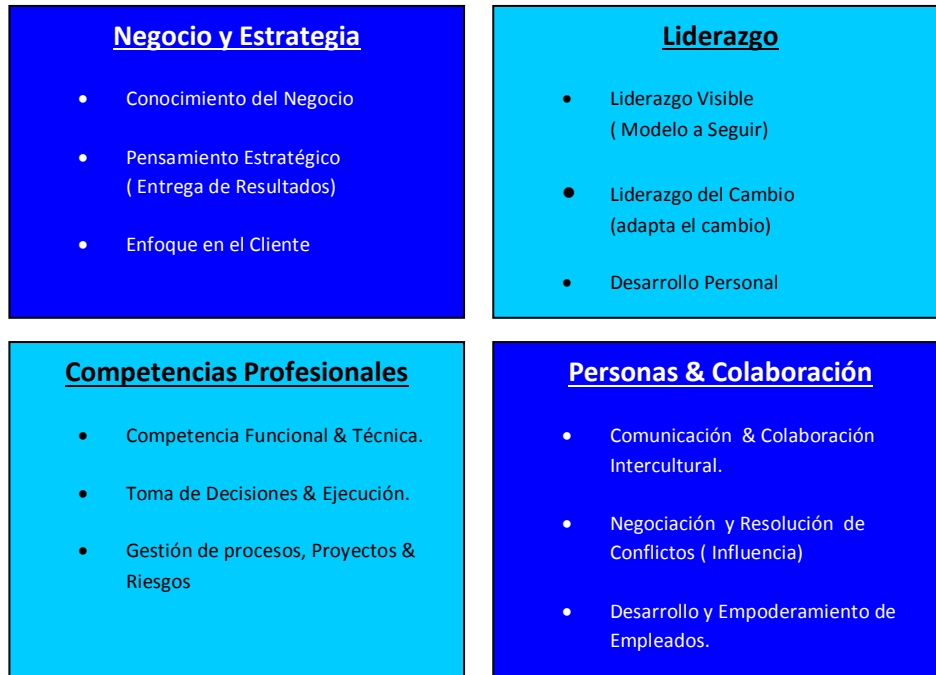 Negocio y Estrategia
• Conocimiento del Negocio
• Pensamiento Estratégico
( Entrega de Resultados)
• Enfoque en el Cliente
Liderazgo
• Liderazgo Visible
( Modelo a Seguir)
• Liderazgo del Cambio
(adapta el cambio)
• Desarrollo Personal
Competencias Profesionales
• Competencia Funcional & Técnica.
• Toma de Decisiones & Ejecución.
• Gestión de procesos, Proyectos &
Riesgos
Personas & Colaboración
• Comunicación & Colaboración
Intercultural.
• Negociación y Resolución de
Conflictos ( Influencia)
• Desarrollo y Empoderamiento de
Empleados.